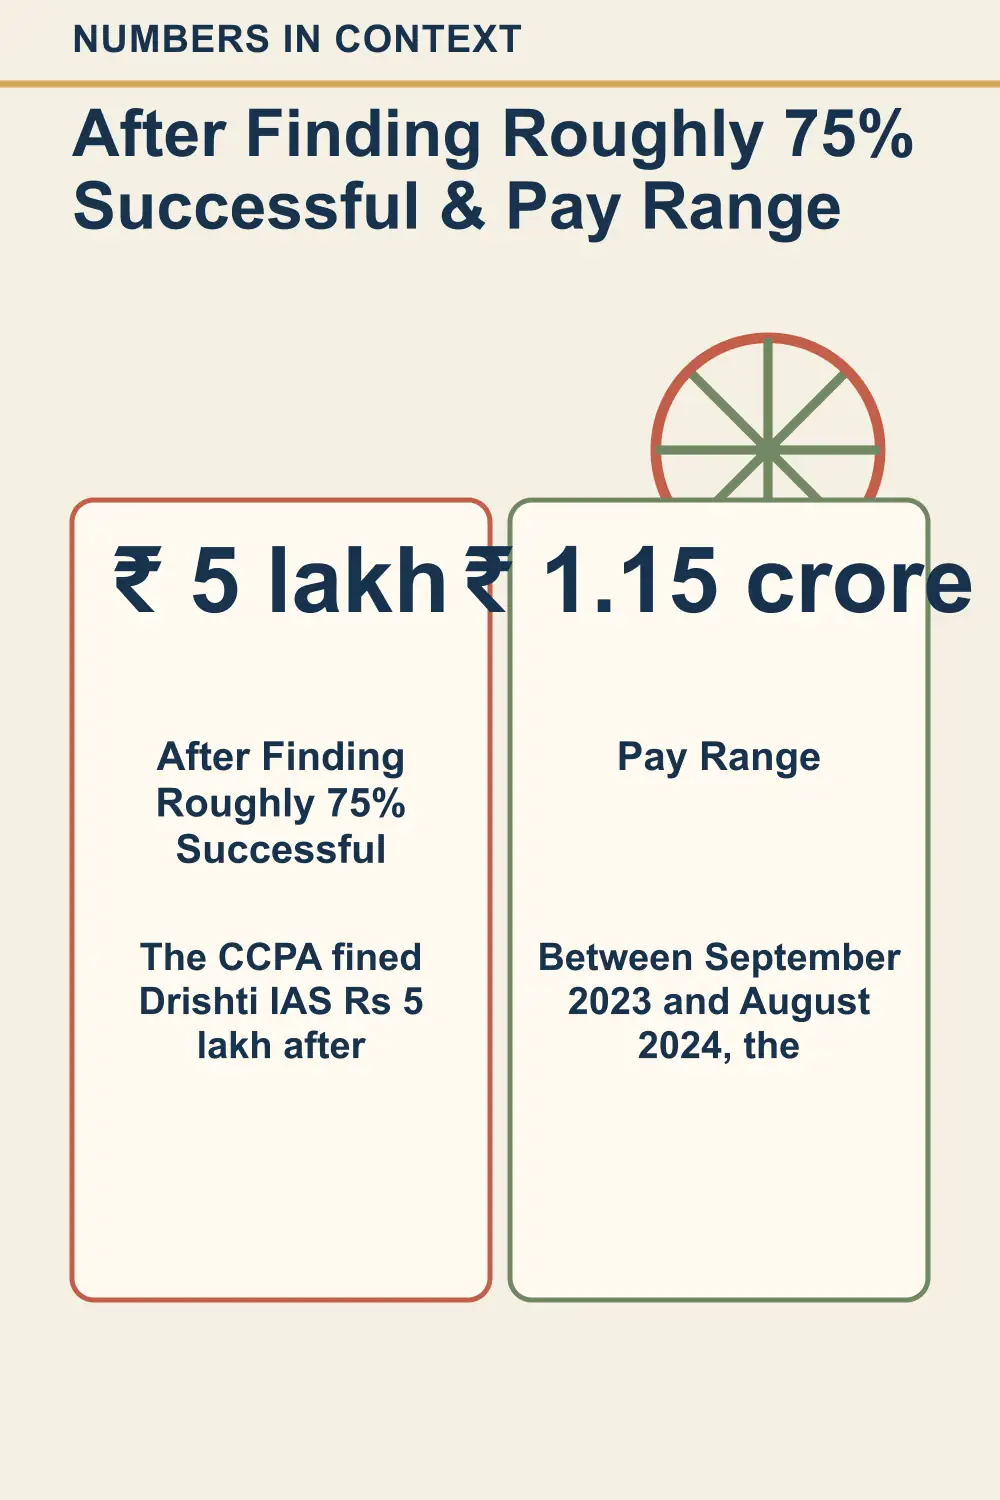 NUMBERS IN CONTEXT
After Finding Roughly 75%
Successful & Pay Range
₹ 5 lakh
After Finding
Roughly 75%
Successful
The CCPA fined
Drishti IAS Rs 5
lakh after
₹ 1.15 crore
Pay Range
Between September
2023 and August
2024, the